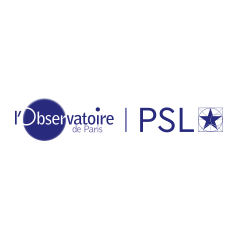 l'Observatoire
de Paris
| PSL